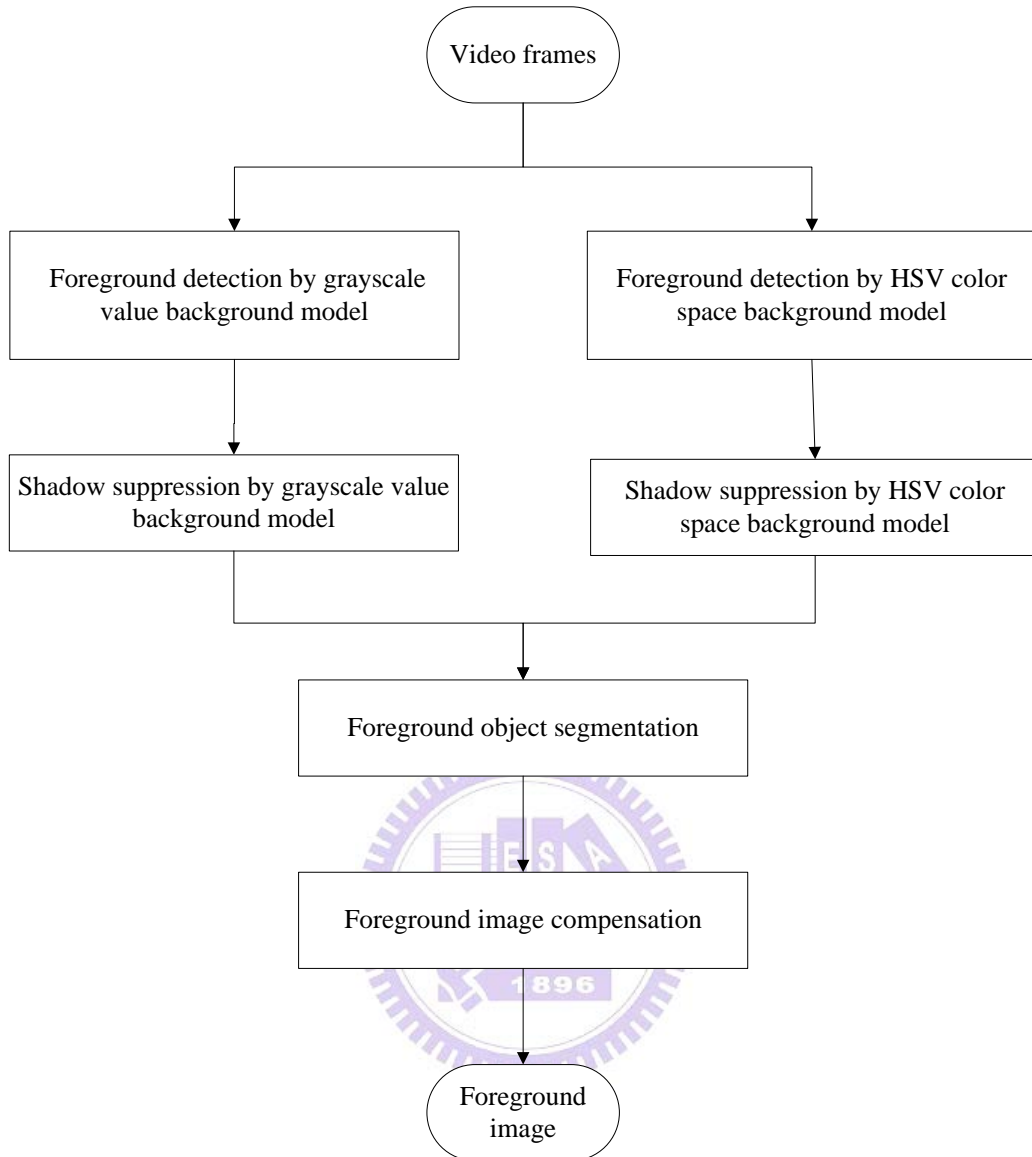 Video frames
Foreground detection by grayscale
value background model
Foreground detection by HSV color
space background model
Shadow suppression by grayscale value
background model
Shadow suppression by HSV color
space background model
Foreground object segmentation
ESA
Foreground image compensation
1896
Foreground
image